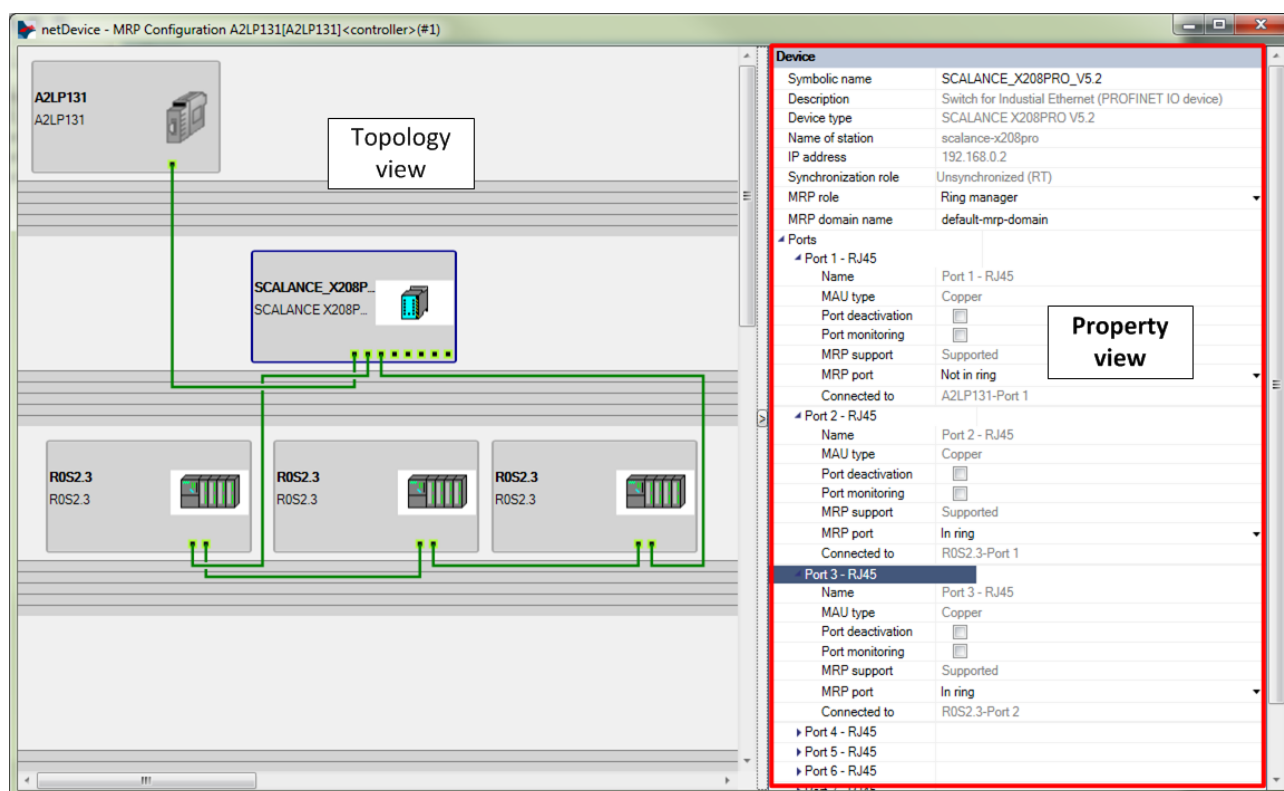 netDevice - MRP Configuration A2LP131[A2LP131]<controller>(#1)
A2LP131
A2LP131
Topology
view
SCALANCE_X208P...
SCALANCE X208P...
R0S2.3
R0S2.3
R0S2.3
R0S2.3
R0S2.3
R0S2.3
Device
Symbolic name SCALANCE_X208PRO_V5.2
Description Switch for Industial Ethernet (PROFINET IO device)
Device type SCALANCE X208PRO V5.2
Name of station scalance-x208pro
IP address 192.168.0.2
Synchronization role Unsynchronized (RT)
MRP role Ring manager
MRP domain name default-mrp-domain
Ports
Port 1 - RJ45
Name Port 1 - RJ45
MAU type Copper
Port deactivation
Port monitoring
MRP support Supported
MRP port Not in ring
Connected to A2LP131-Port 1
Property
view
Port 2 - RJ45
Name Port 2 - RJ45
MAU type Copper
Port deactivation
Port monitoring
MRP support Supported
MRP port In ring
Connected to R0S2.3-Port 1
Port 3 - RJ45
Name Port 3 - RJ45
MAU type Copper
Port deactivation
Port monitoring
MRP support Supported
MRP port In ring
Connected to R0S2.3-Port 2
Port 4 - RJ45
Port 5 - RJ45
Port 6 - RJ45